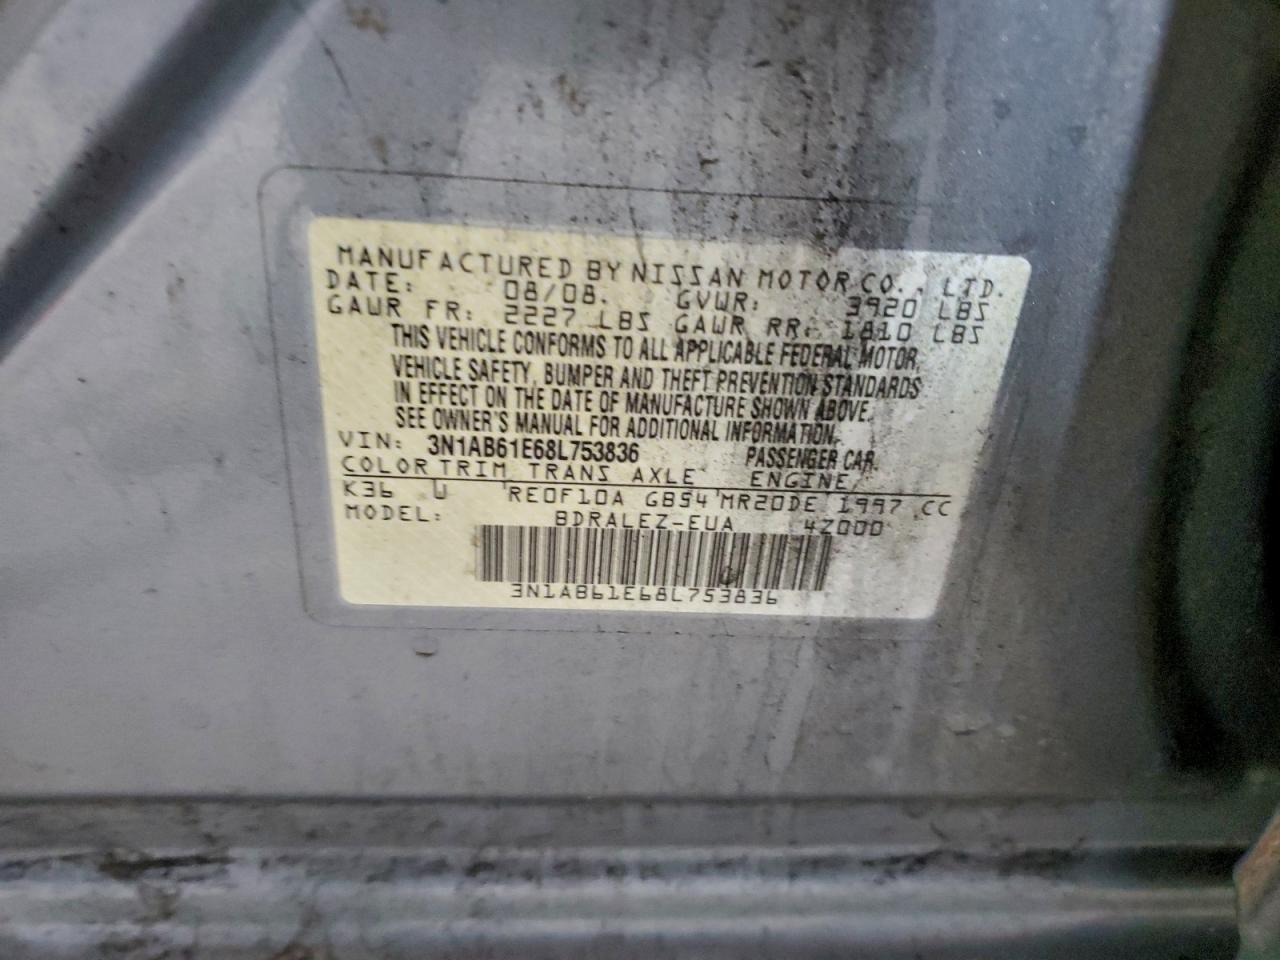 MANUFACTURED BY NISSAN MOTOR CO., LTD.
DATE: 08/08. GVWR: 3920 LBS
GAWR FR: 2227 LBS GAWR RR: 1810 LBS
THIS VEHICLE CONFORMS TO ALL APPLICABLE FEDERAL MOTOR
VEHICLE SAFETY, BUMPER AND THEFT PREVENTION STANDARDS
IN EFFECT ON THE DATE OF MANUFACTURE SHOWN ABOVE.
SEE OWNER'S MANUAL FOR ADDITIONAL INFORMATION.
VIN: 3N1AB61E68L753836 PASSENGER CAR.
COLOR TRIM TRANS AXLE ENGINE
K36 W RE0F10A GB54 MR20DE 1997 CC
MODEL: BDRALEZ-EUA 4Z000
3N1AB61E68L753836